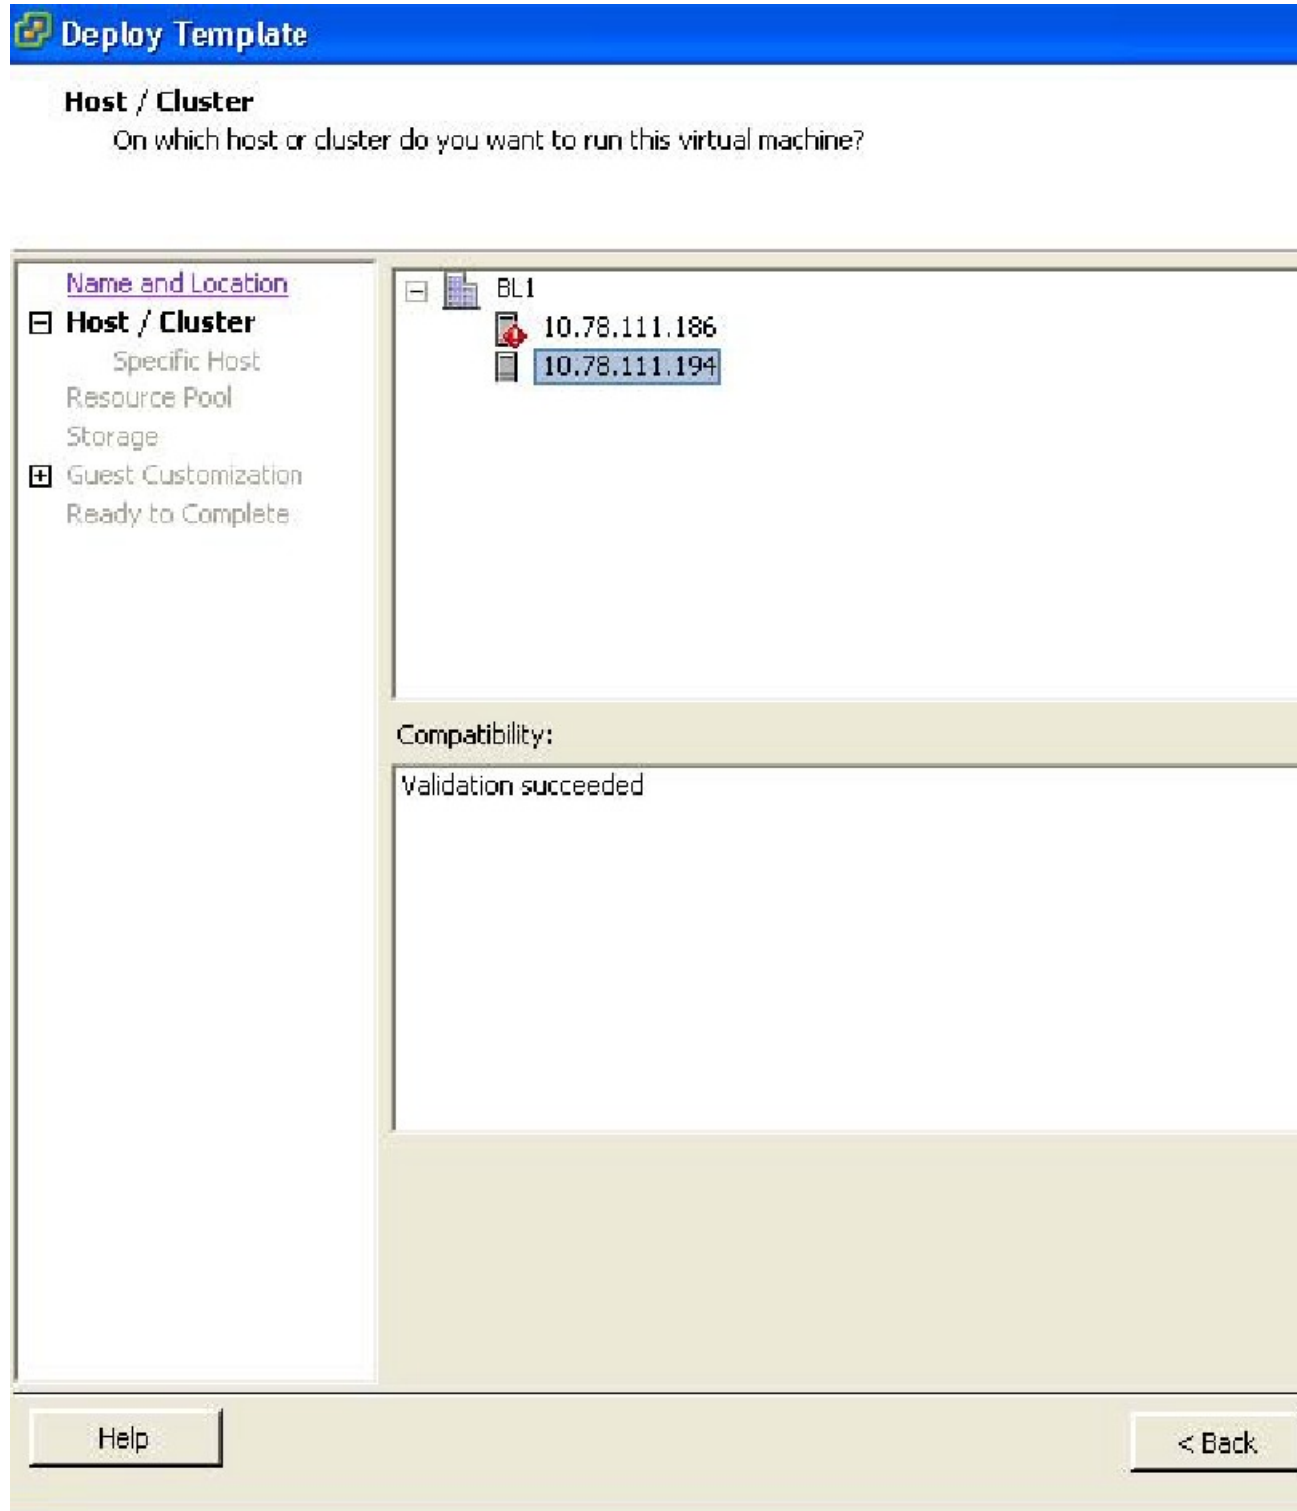 Deploy Template
Host / Cluster
On which host or cluster do you want to run this virtual machine?
Name and Location
Host / Cluster
Specific Host
Resource Pool
Storage
Guest Customization
Ready to Complete
BL1
10.78.111.186
10.78.111.194
Compatibility:
Validation succeeded
Help
< Back